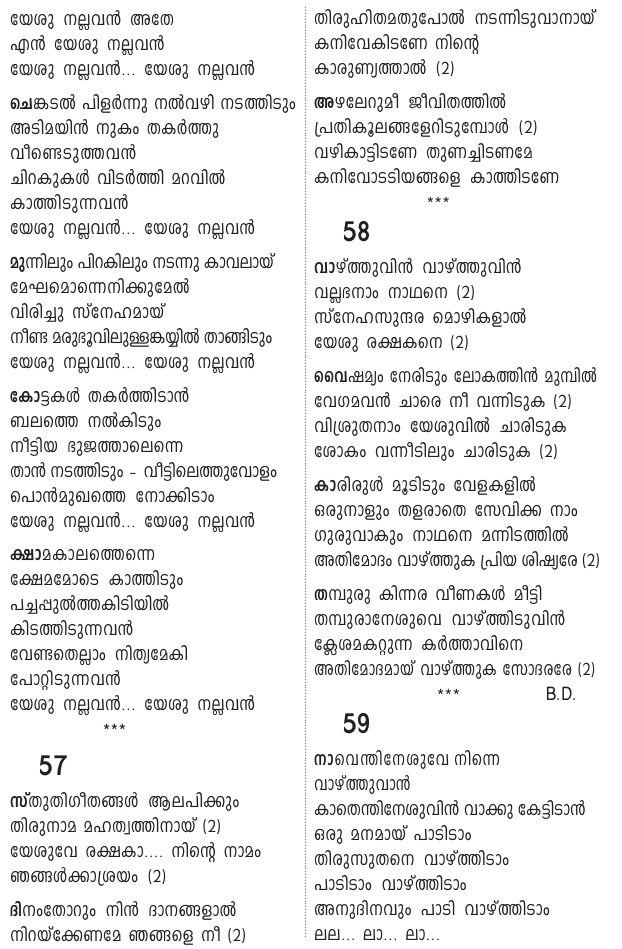 യേശു നല്ലവൻ അതേ
എൻ യേശു നല്ലവൻ
യേശു നല്ലവൻ... യേശു നല്ലവൻ
ചെങ്കടൽ പിളർന്നു നൽവഴി നടത്തിടും
അടിമയിൻ നുകം തകർത്തു
വീണ്ടെടുത്തവൻ
ചിറകുകൾ വിടർത്തി മറവിൽ
കാത്തിടുന്നവൻ
യേശു നല്ലവൻ... യേശു നല്ലവൻ
മുന്നിലും പിറകിലും നടന്നു കാവലായ്
മേഘമൊന്നെനിക്കുമേൽ
വിരിച്ചു സ്നേഹമായ്
നീണ്ട മരുഭൂവിലുള്ളങ്കയ്യിൽ താങ്ങിടും
യേശു നല്ലവൻ... യേശു നല്ലവൻ
കോട്ടകൾ തകർത്തിടാൻ
ബലത്തെ നൽകിടും
നീട്ടിയ ഭുജത്താലെന്നെ
താൻ നടത്തിടും - വീട്ടിലെത്തുവോളം
പൊൻമുഖത്തെ നോക്കിടാം
യേശു നല്ലവൻ... യേശു നല്ലവൻ
ക്ഷാമകാലത്തെന്നെ
ക്ഷേമമോടെ കാത്തിടും
പച്ചപ്പുൽത്തകിടിയിൽ
കിടത്തിടുന്നവൻ
വേണ്ടതെല്ലാം നിത്യമേകി
പോറ്റിടുന്നവൻ
യേശു നല്ലവൻ... യേശു നല്ലവൻ
***
57
സ്തുതിഗീതങ്ങൾ ആലപിക്കും
തിരുനാമ മഹത്വത്തിനായ് (2)
യേശുവേ രക്ഷകാ.... നിന്റെ നാമം
ഞങ്ങൾക്കാശ്രയം (2)
ദിനംതോറും നിൻ ദാനങ്ങളാൽ
നിറയ്ക്കേണമേ ഞങ്ങളെ നീ (2)
തിരുഹിതമതുപോൽ നടന്നിടുവാനായ്
കനിവേകിടണേ നിന്റെ
കാരുണ്യത്താൽ (2)
അഴലേറുമീ ജീവിതത്തിൽ
പ്രതികൂലങ്ങളേറിടുമ്പോൾ (2)
വഴികാട്ടിടണേ തുണച്ചിടണമേ
കനിവോടടിയങ്ങളെ കാത്തിടണേ
***
58
വാഴ്ത്തുവിൻ വാഴ്ത്തുവിൻ
വല്ലഭനാം നാഥനെ (2)
സ്നേഹസുന്ദര മൊഴികളാൽ
യേശു രക്ഷകനെ (2)
വൈഷമ്യം നേരിടും ലോകത്തിൻ മുമ്പിൽ
വേഗമവൻ ചാരെ നീ വന്നിടുക (2)
വിശ്രുതനാം യേശുവിൽ ചാരിടുക
ശോകം വന്നീടിലും ചാരിടുക (2)
കാരിരുൾ മൂടിടും വേളകളിൽ
ഒരുനാളും തളരാതെ സേവിക്ക നാം
ഗുരുവാകും നാഥനെ മന്നിടത്തിൽ
അതിമോദം വാഴ്ത്തുക പ്രിയ ശിഷ്യരേ (2)
തമ്പുരു കിന്നര വീണകൾ മീട്ടി
തമ്പുരാനേശുവെ വാഴ്ത്തിടുവിൻ
ക്ലേശമകറ്റുന്ന കർത്താവിനെ
അതിമോദമായ് വാഴ്ത്തുക സോദരരേ (2)
*** B.D.
59
നാവെന്തിനേശുവേ നിന്നെ
വാഴ്ത്തുവാൻ
കാതെന്തിനേശുവിൻ വാക്കു കേട്ടിടാൻ
ഒരു മനമായ് പാടിടാം
തിരുസുതനെ വാഴ്ത്തിടാം
പാടിടാം വാഴ്ത്തിടാം
അനുദിനവും പാടി വാഴ്ത്തിടാം
ലല... ലാ... ലാ...